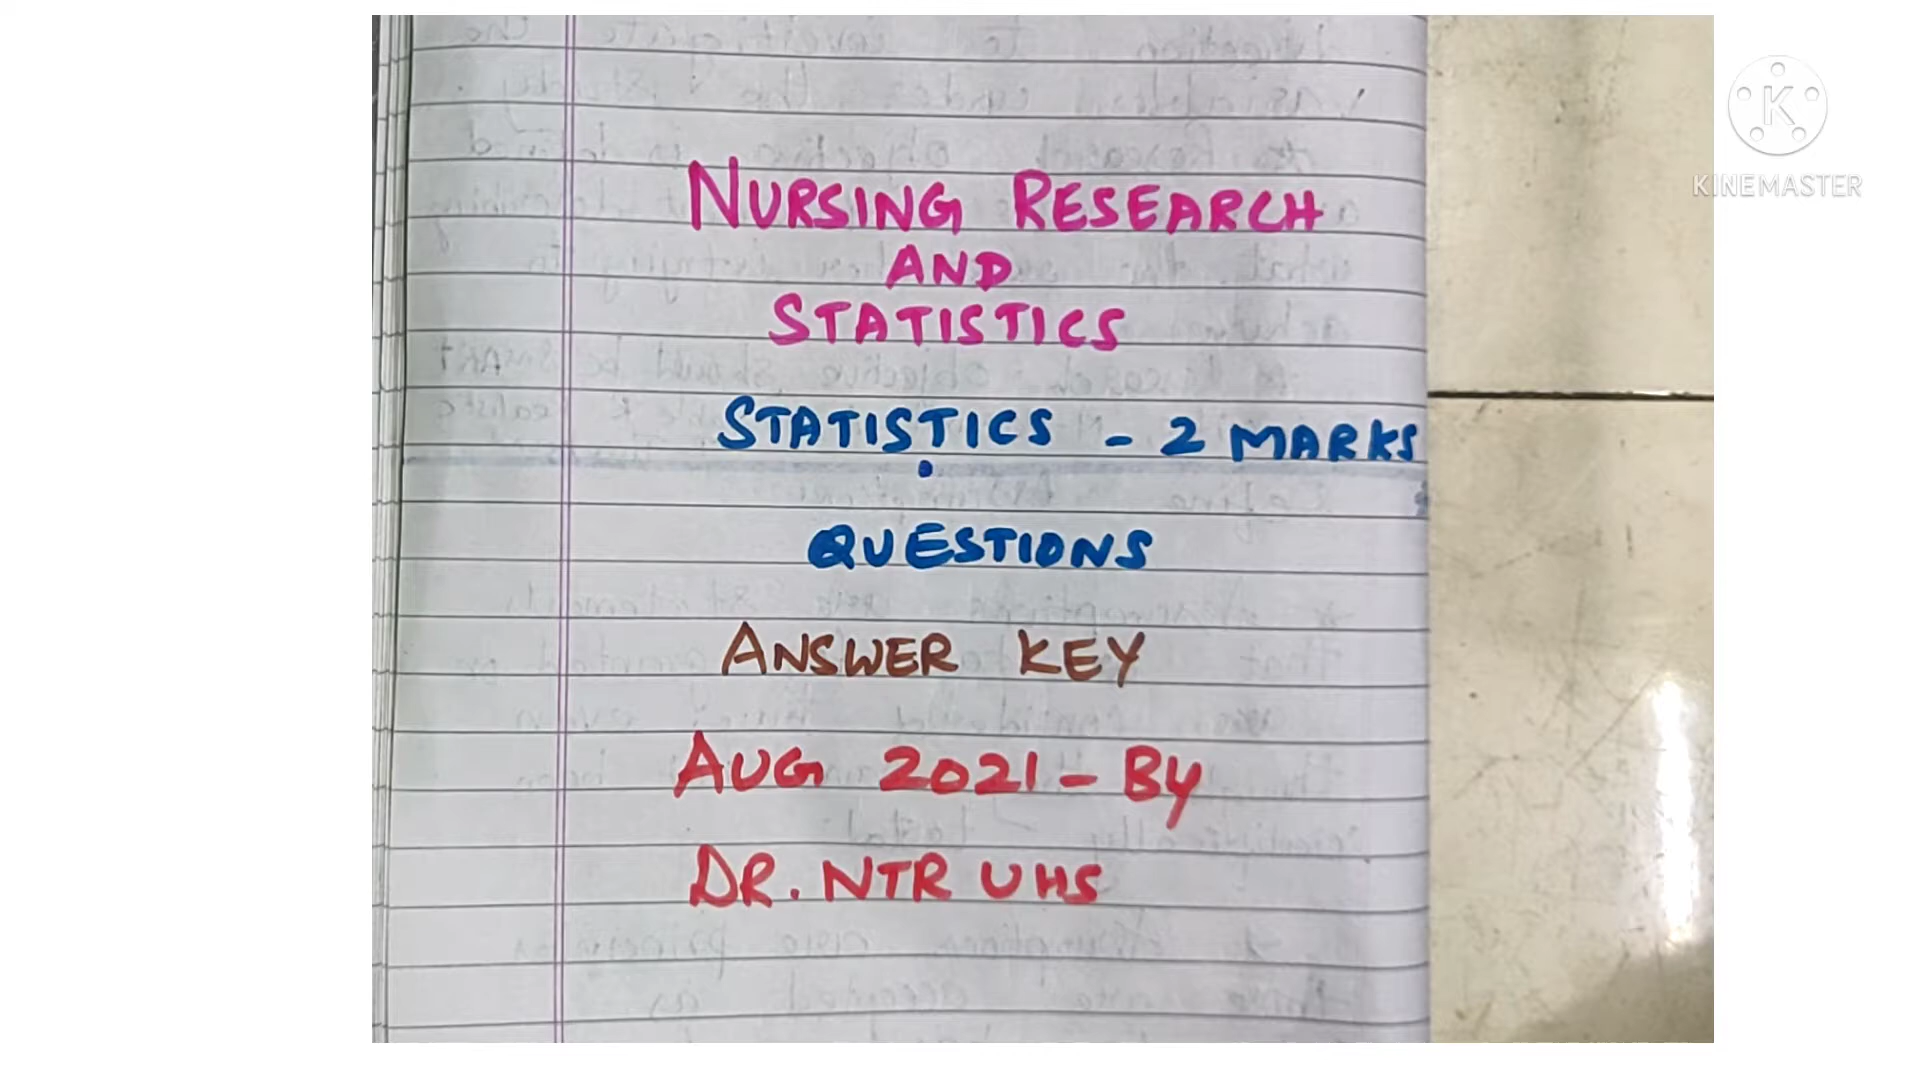 NURSING RESEARCH
AND
STATISTICS
STATISTICS - 2 MARKS
QUESTIONS
ANSWER KEY
AUG 2021 - BY
DR. NTR UHS
KINEMASTER